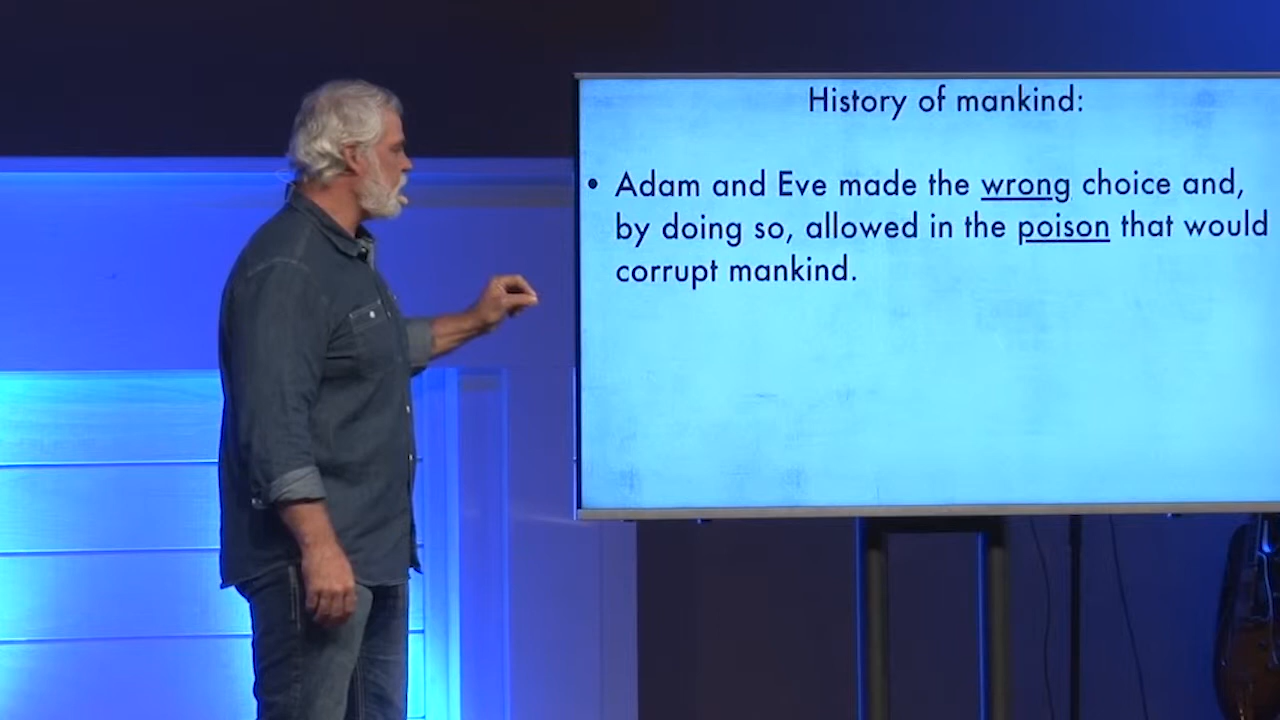 History of mankind:
• Adam and Eve made the wrong choice and,
by doing so, allowed in the poison that would
corrupt mankind.